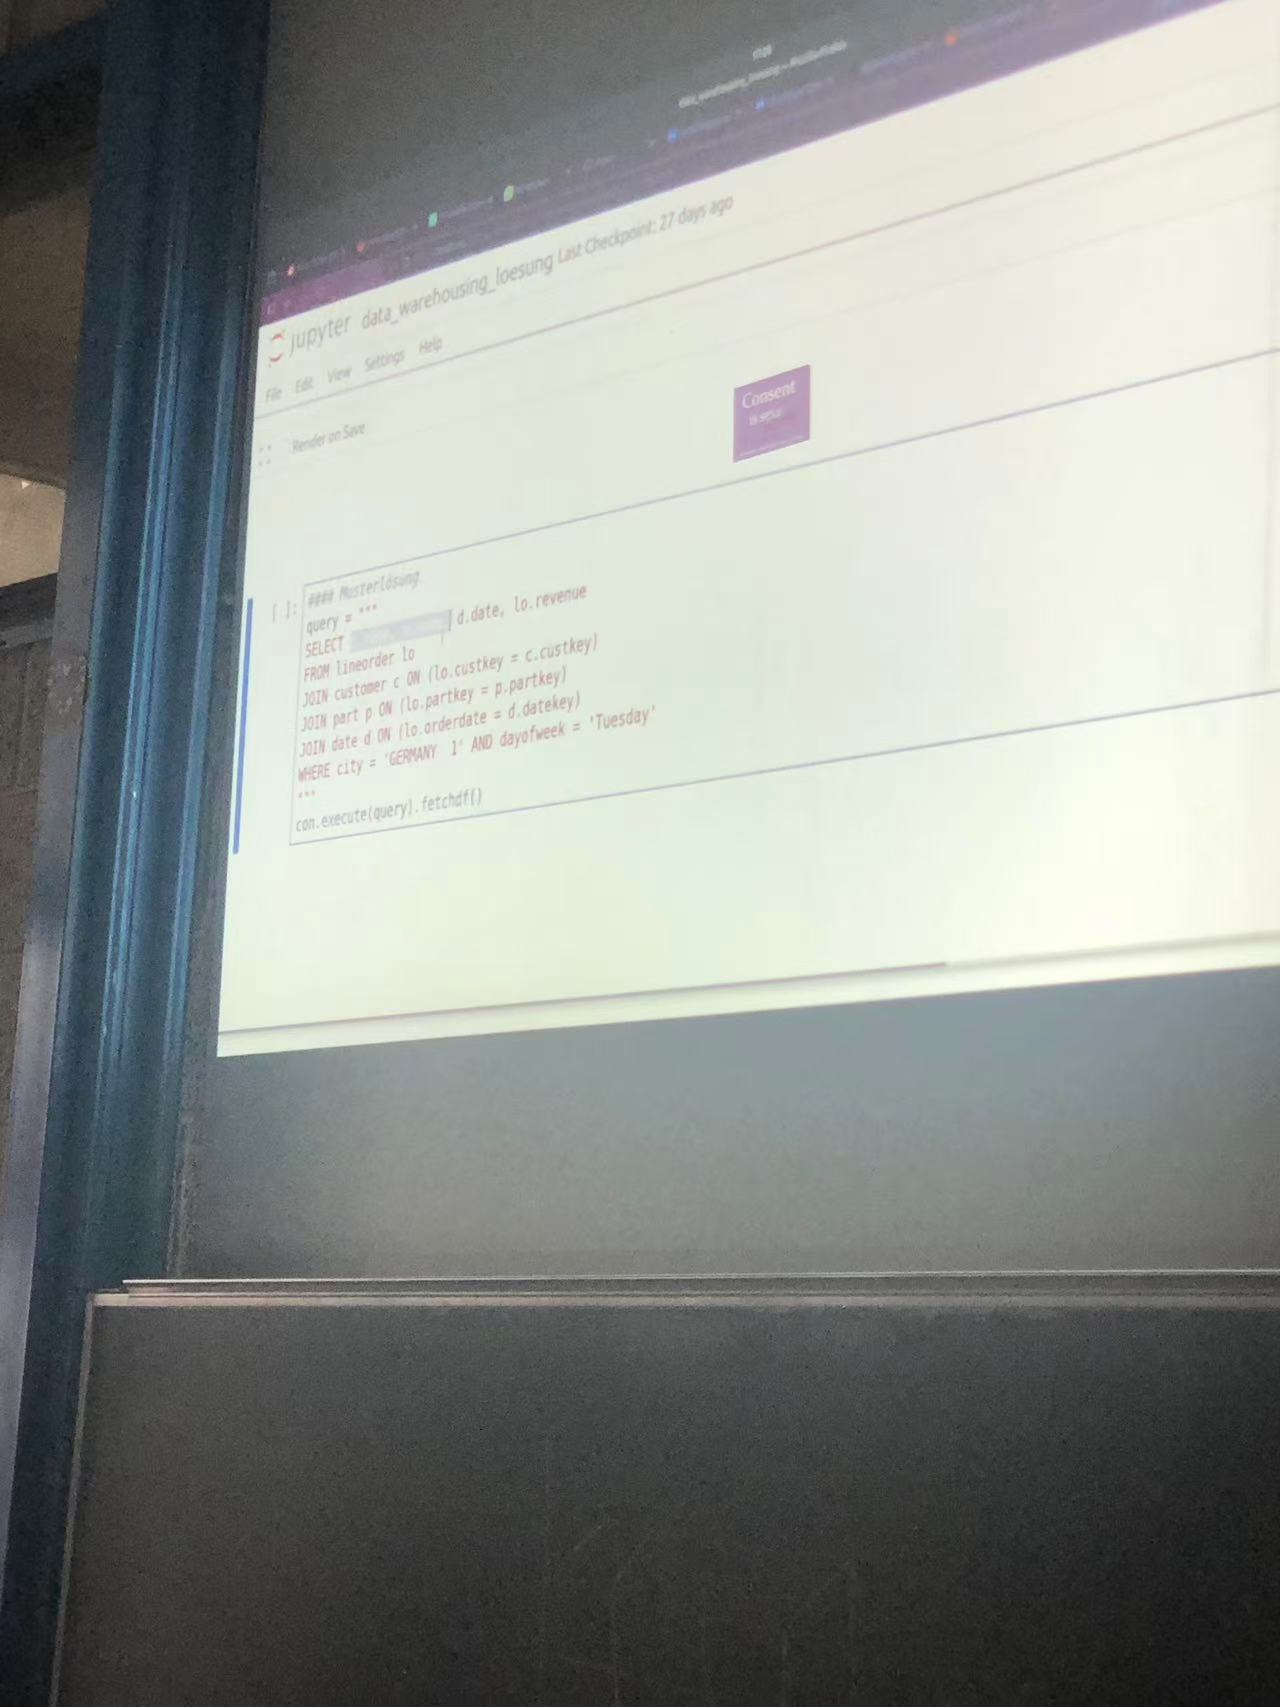 jupyter data_warehousing_loesung Last Checkpoint: 27 days ago
File Edit View Settings Help
Render on Save
Consent
is
[ ]:
#### Musterlösung
query = """
SELECT d.date, lo.revenue
FROM lineorder lo
JOIN customer c ON (lo.custkey = c.custkey)
JOIN part p ON (lo.partkey = p.partkey)
JOIN date d ON (lo.orderdate = d.datekey)
WHERE city = 'GERMANY  1' AND dayofweek = 'Tuesday'
"""
con.execute(query).fetchdf()